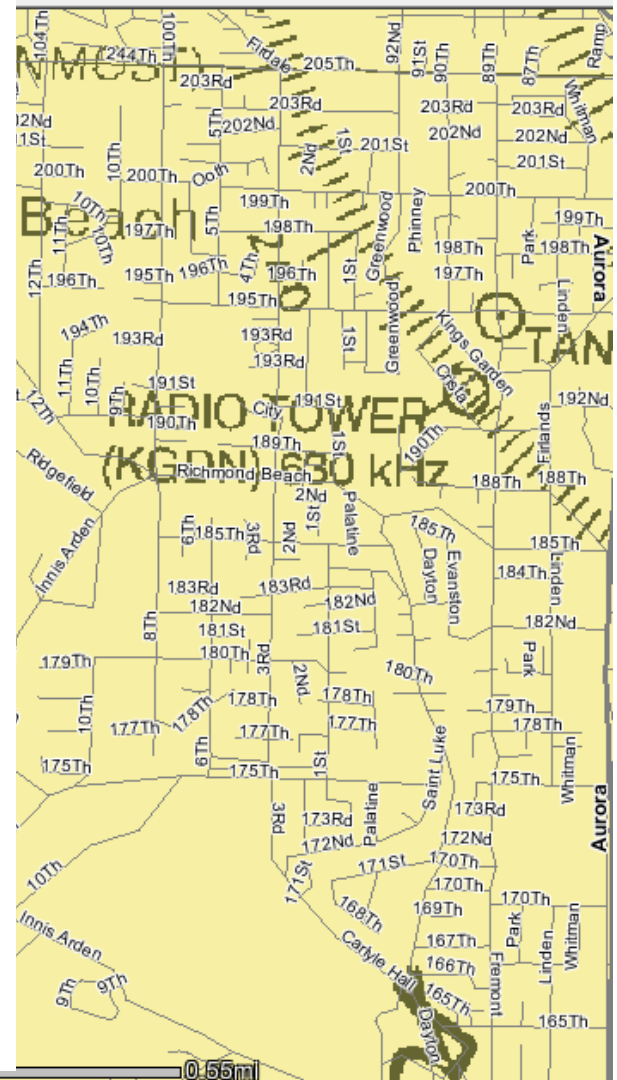 104Th
100Th
244Th
Firdale
205Th
92Nd
91St
90Th
89Th
87Th
Ramp
NMOST)
203Rd
203Rd
203Rd
203Rd
Whitman
02Nd
5Th
202Nd
202Nd
202Nd
1St
10Th
2Nd
1St
201St
201St
200Th
200Th
200Th
Ooth
10Th
199Th
199Th
Beach
5Th
Greenwood
Phinney
Park
11Th
10Th
197Th
198Th
198Th
198Th
Aurora
12Th
196Th
195Th
196Th
4Th
196Th
1St
197Th
Linden
195Th
Greenwood
Kings Garden
194Th
193Rd
193Rd
1St
TAN
193Rd
Crista
11Th
10Th
9Th
191St
191St
192Nd
12Th
RADIO TOWER
City
190Th
189Th
1St
190Th
Firlands
(KGDN) 630 kHz
Ridgefield
Richmond Beach
188Th
188Th
2Nd
Innis Arden
6Th
185Th
3Rd
2Nd
1St
Palatine
185Th
185Th
Dayton
Evanston
184Th
Linden
183Rd
183Rd
182Nd
182Nd
182Nd
8Th
181St
181St
180Th
3Rd
179Th
2Nd
180Th
Park
10Th
178Th
178Th
178Th
179Th
178Th
177Th
177Th
177Th
6Th
1St
Saint Luke
Whitman
175Th
175Th
175Th
Aurora
3Rd
173Rd
Palatine
173Rd
172Nd
172Nd
171St
171St
170Th
170Th
170Th
10Th
168Th
169Th
Park
Linden
Whitman
Innis Arden
Carlyle Hall
167Th
166Th
Fremont
9Th
9Th
165Th
165Th
Dayton
0.55mi